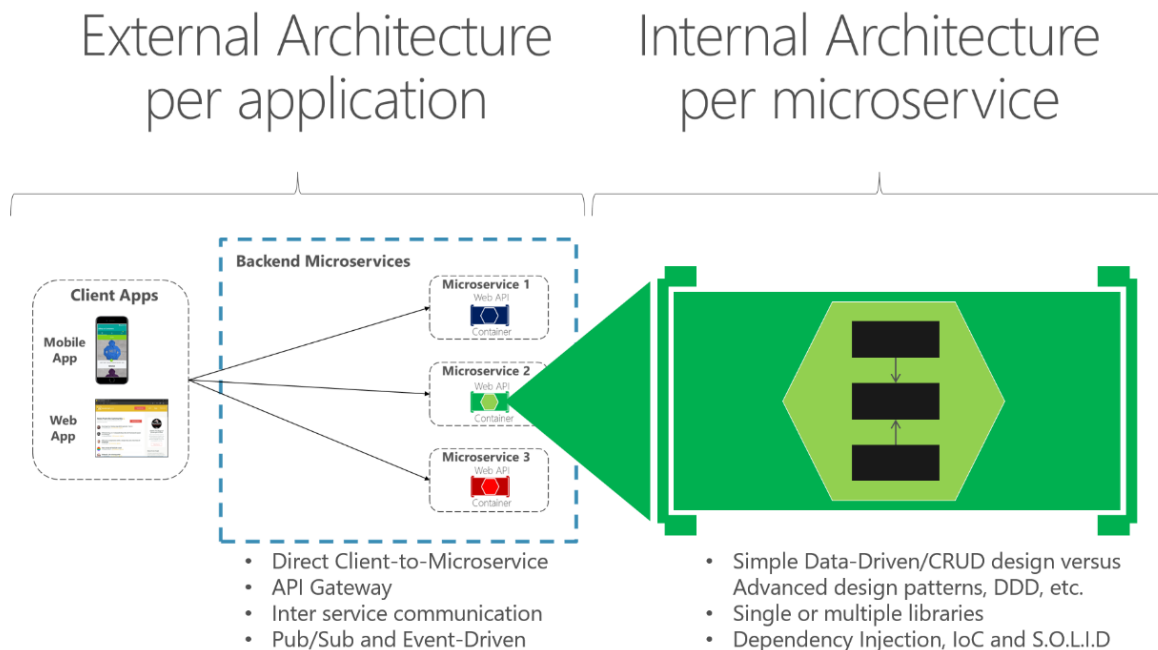 External Architecture
per application
Internal Architecture
per microservice
Backend Microservices
Client Apps
Mobile
App
Web
App
Microservice 1
Web API
Container
Microservice 2
Web API
Container
Microservice 3
Web API
Container
• Direct Client-to-Microservice
• API Gateway
• Inter service communication
• Pub/Sub and Event-Driven
• Simple Data-Driven/CRUD design versus
Advanced design patterns, DDD, etc.
• Single or multiple libraries
• Dependency Injection, IoC and S.O.L.I.D